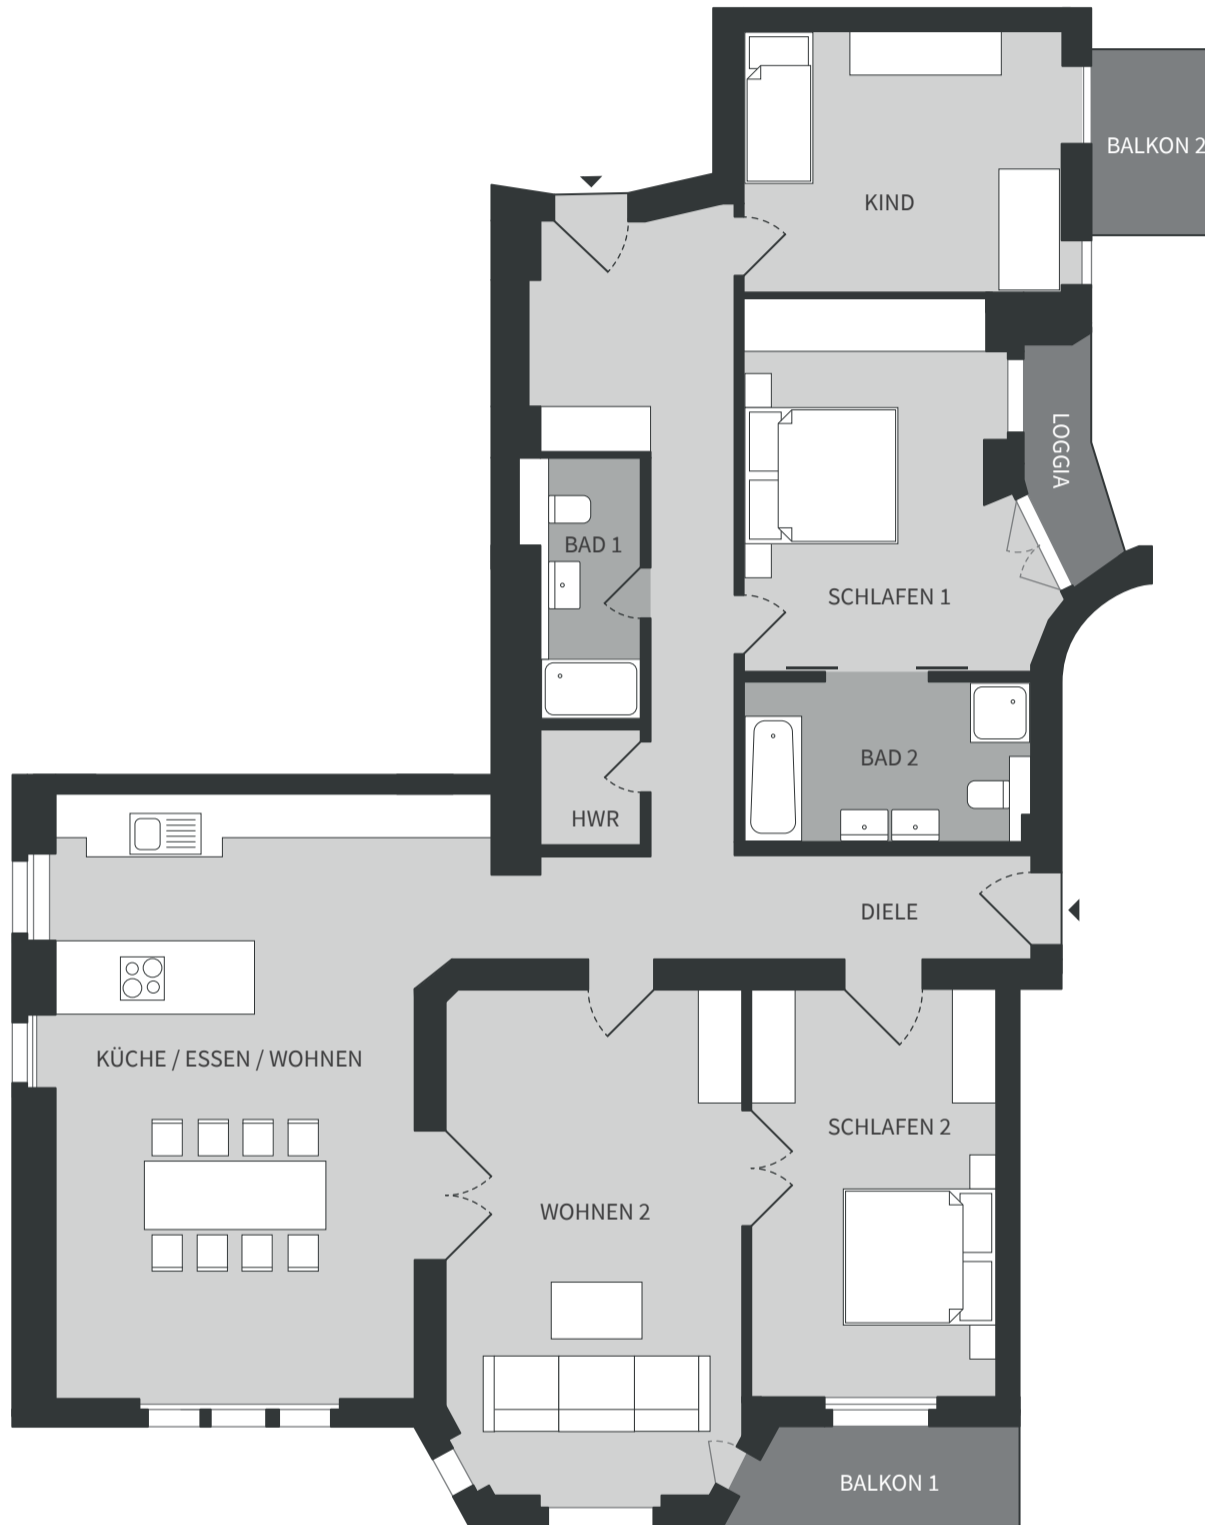 BALKON 2
KIND
LOGGIA
BAD 1
SCHLAFEN 1
BAD 2
HWR
DIELE
KÜCHE / ESSEN / WOHNEN
SCHLAFEN 2
WOHNEN 2
BALKON 1